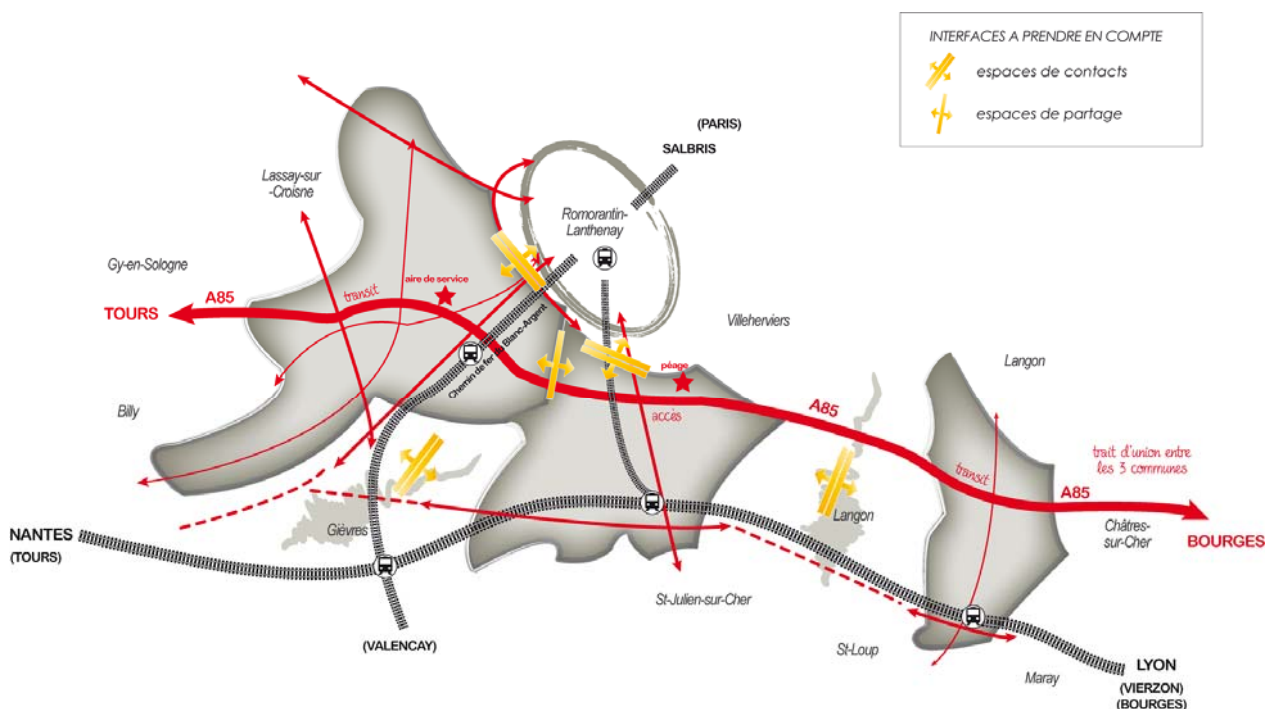 INTERFACES A PRENDRE EN COMPTE
espaces de contacts
espaces de partage
(PARIS)
SALBRIS
Lassay-sur
-Croisne
Romorantin-
Lanthenay
Gy-en-Sologne
aire de service
A85
transit
TOURS
Villeherviers
Chemin de fer du Blanc-Argent
Langon
péage
Billy
accès
A85
trait d'union entre
les 3 communes
transit
A85
Langon
Châtres-
sur-Cher
Gièvres
NANTES
(TOURS)
BOURGES
St-Julien-sur-Cher
(VALENCAY)
St-Loup
Maray
LYON
(VIERZON)
(BOURGES)